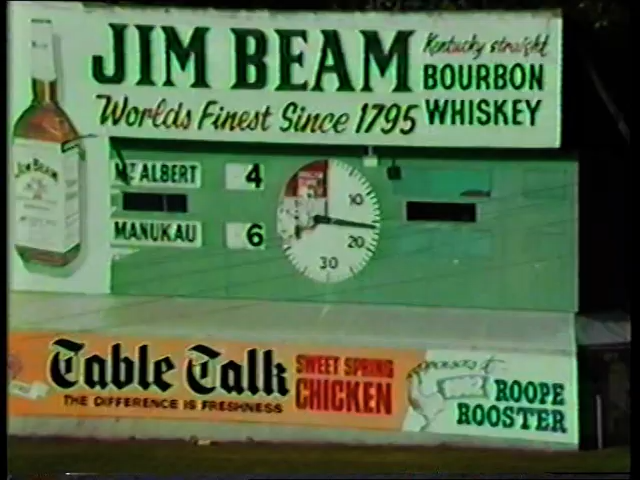 JIM BEAM
Kentucky straight
BOURBON
WHISKEY
Worlds Finest Since 1795
JIM BEAM
MT ALBERT 4
MANUKAU 6
10
20
30
Table Talk
THE DIFFERENCE IS FRESHNESS
SWEET SPRING
CHICKEN
ROOPE
ROOSTER